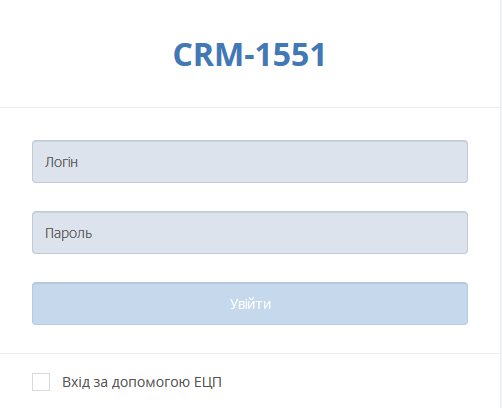 CRM-1551
Логін
Пароль
Увійти
Вхід за допомогою ЕЦП